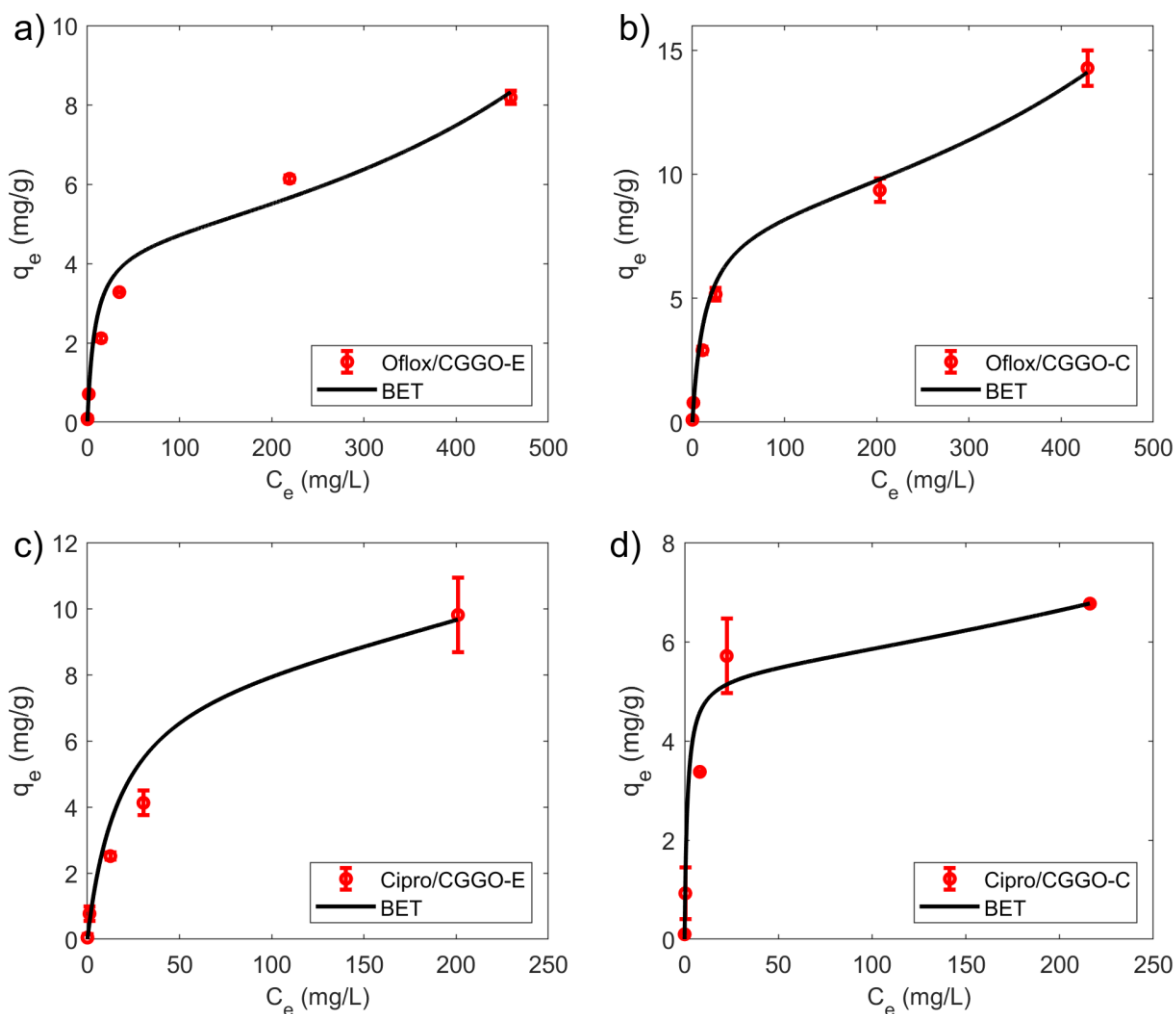 a)
10
8
6
4
2
0
q_e (mg/g)
Oflox/CGGO-E
BET
0 100 200 300 400 500
C_e (mg/L)
b)
15
10
5
0
q_e (mg/g)
Oflox/CGGO-C
BET
0 100 200 300 400 500
C_e (mg/L)
c)
12
10
8
6
4
2
0
q_e (mg/g)
Cipro/CGGO-E
BET
0 50 100 150 200 250
C_e (mg/L)
d)
8
6
4
2
0
q_e (mg/g)
Cipro/CGGO-C
BET
0 50 100 150 200 250
C_e (mg/L)